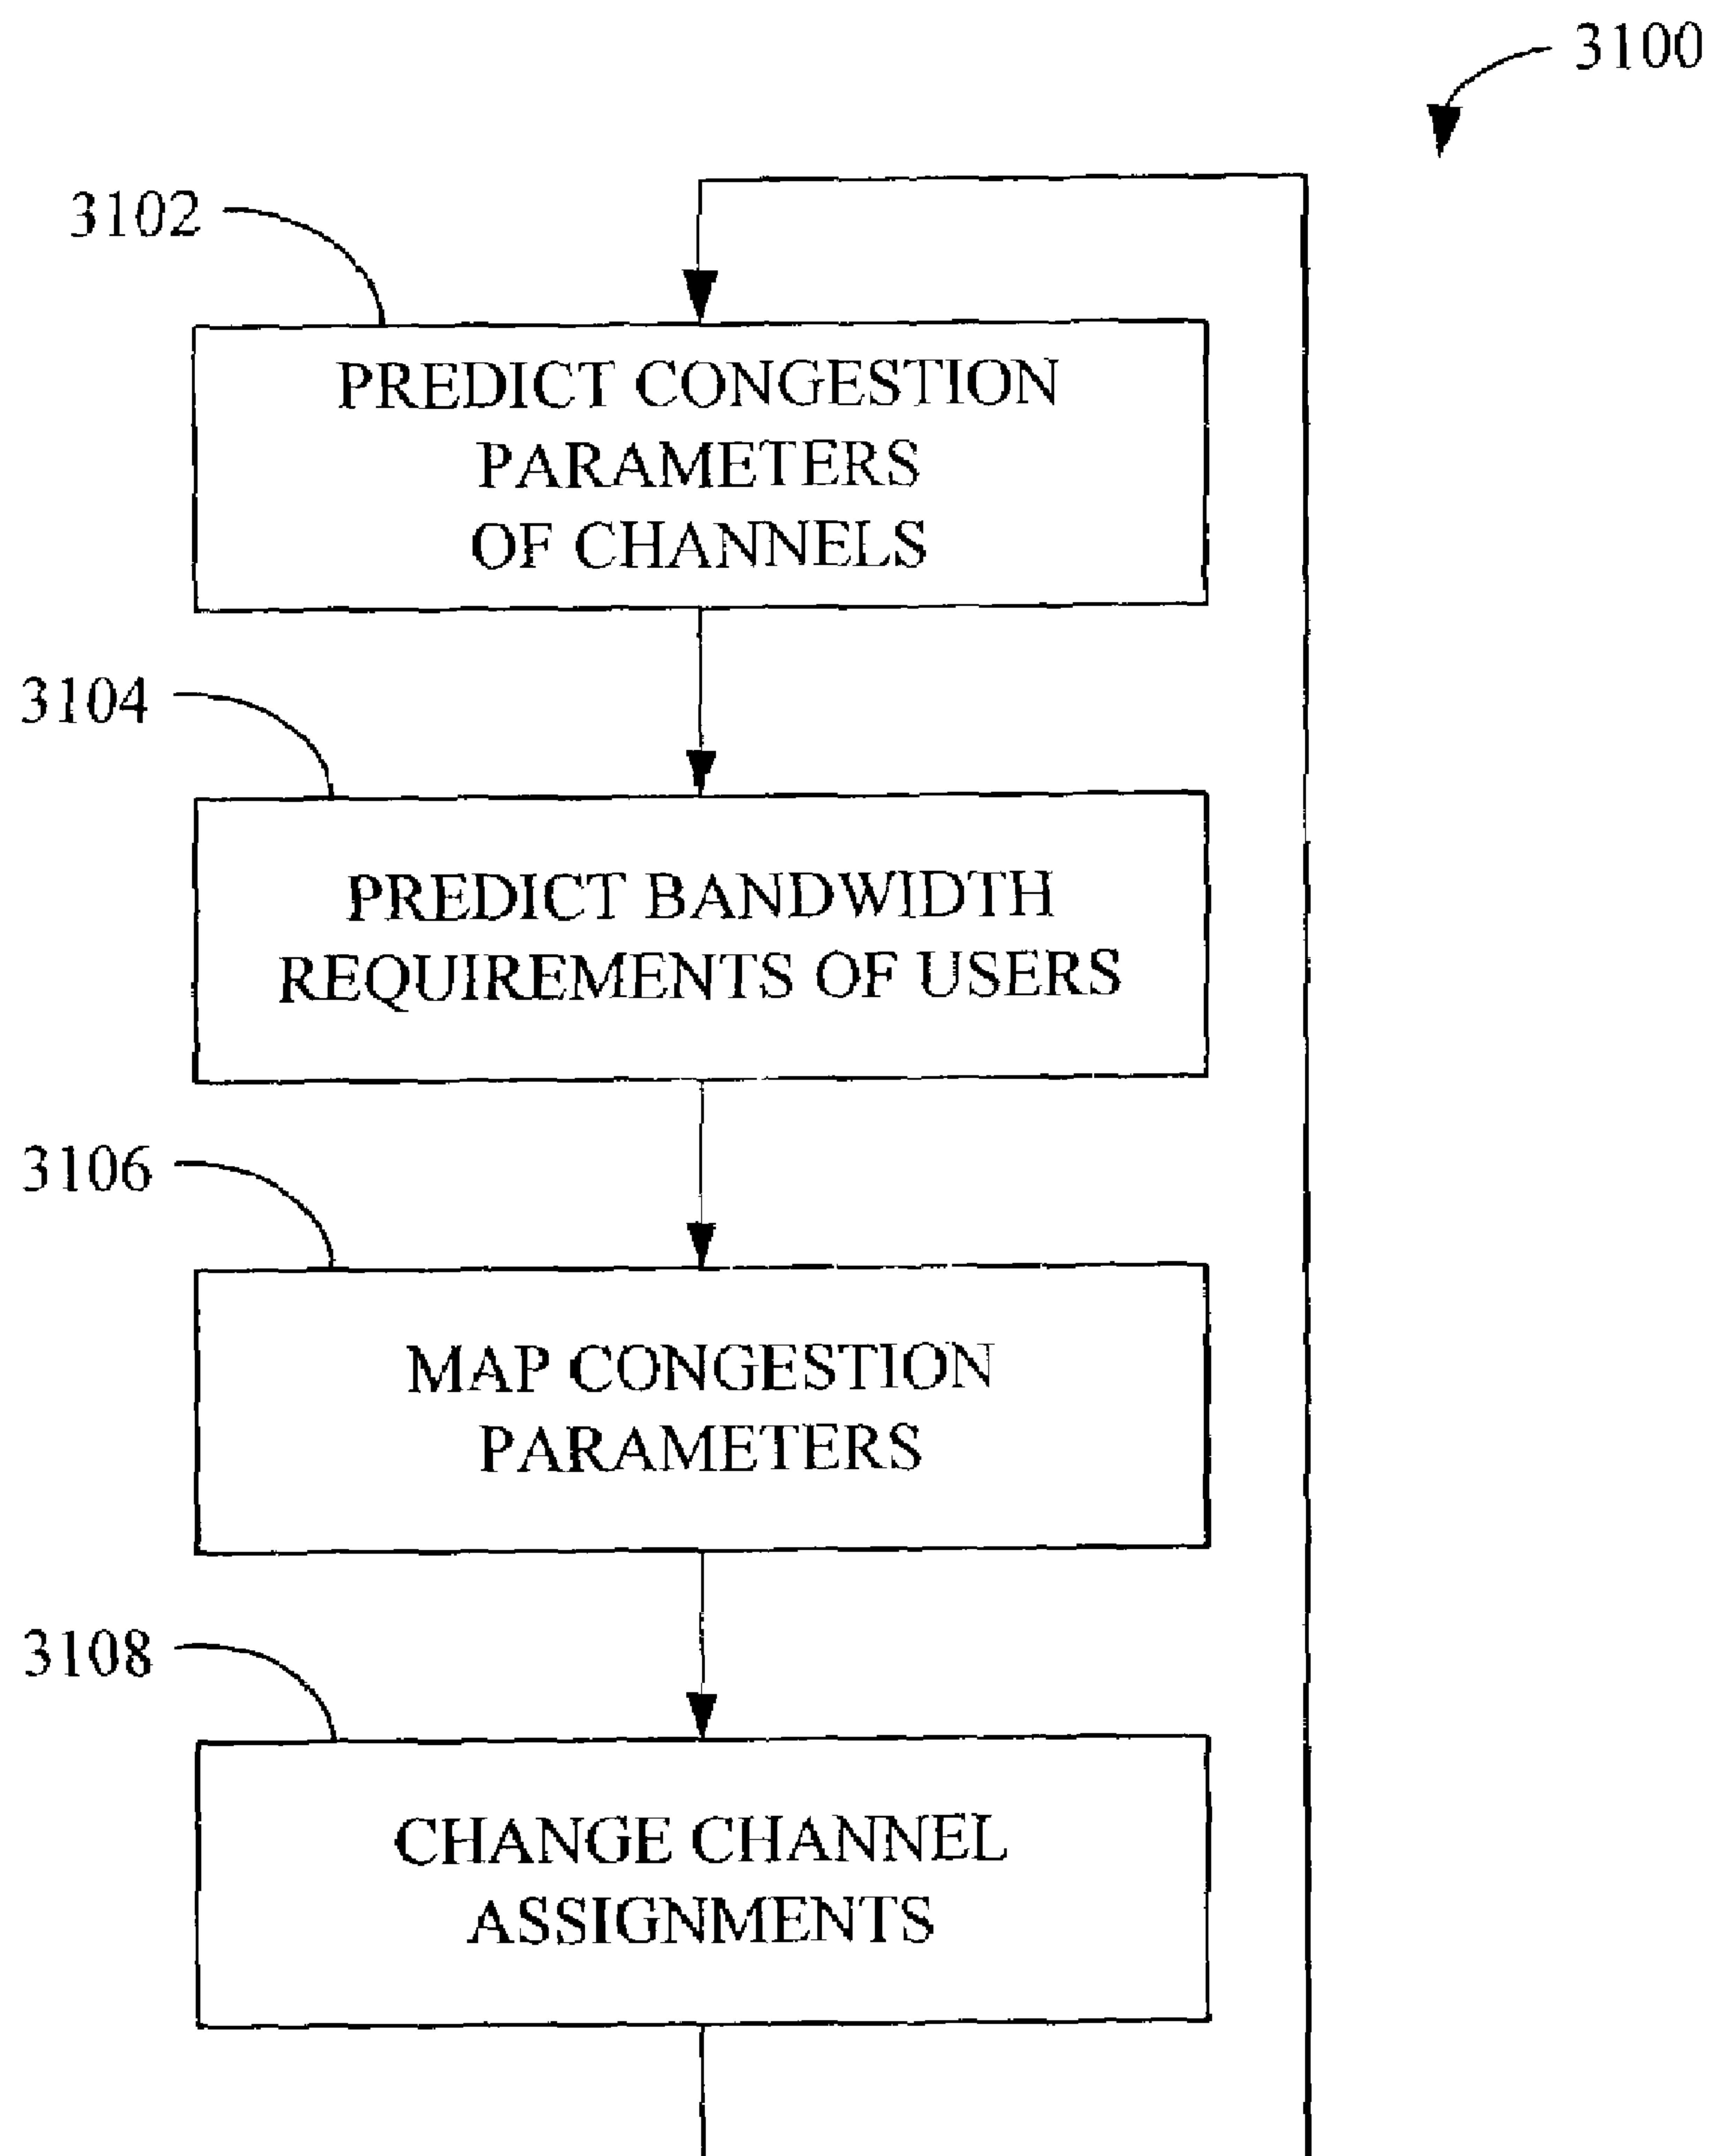 3100
3102
PREDICT CONGESTION
PARAMETERS
OF CHANNELS
3104
PREDICT BANDWIDTH
REQUIREMENTS OF USERS
3106
MAP CONGESTION
PARAMETERS
3108
CHANGE CHANNEL
ASSIGNMENTS